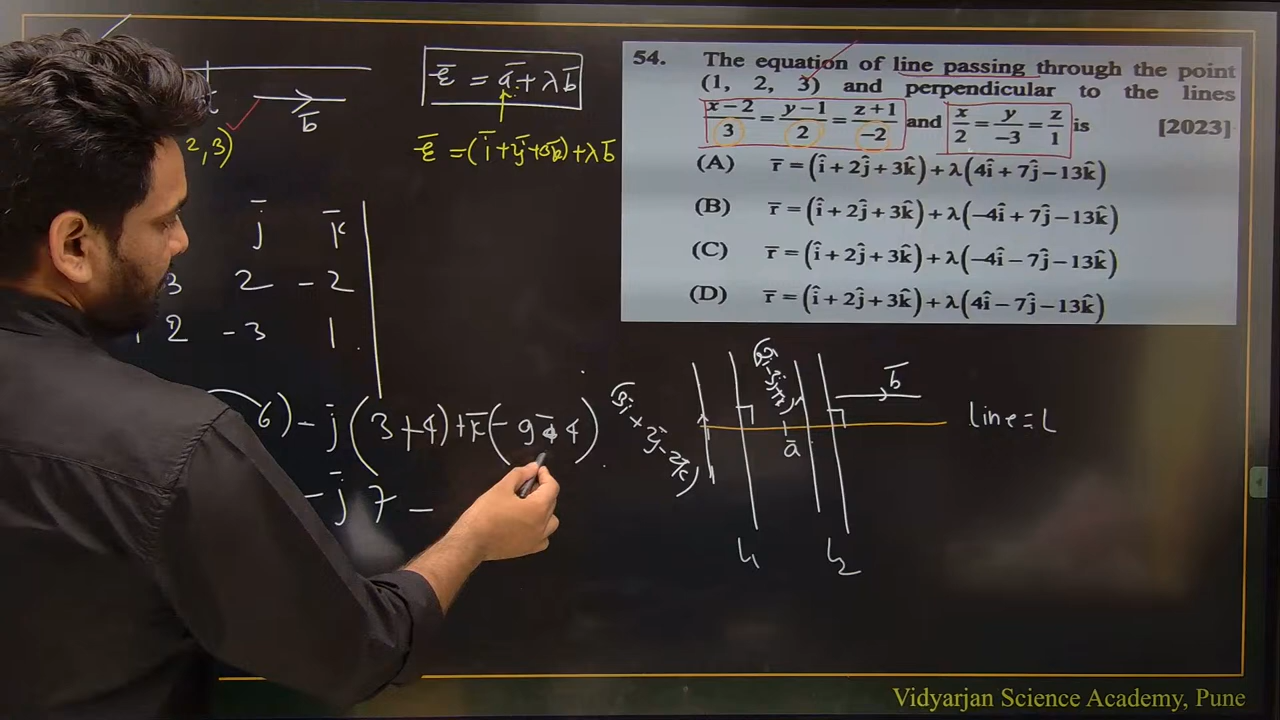 r̄ = ā + λb̄
r̄ = (ī + 2j̄ + 3k̄) + λb̄
b̄
2, 3)
j̄ k̄
3 2 -2
2 -3 1
6) - j̄ (3+4) + k̄ (-9 - 4)
- j̄ 7 -
54. The equation of line passing through the point
(1, 2, 3) and perpendicular to the lines
x-2/3 = y-1/2 = z+1/-2 and x/2 = y/-3 = z/1 is [2023]
(A) r̄ = (î + 2ĵ + 3k̂) + λ(4î + 7ĵ - 13k̂)
(B) r̄ = (î + 2ĵ + 3k̂) + λ(-4î + 7ĵ - 13k̂)
(C) r̄ = (î + 2ĵ + 3k̂) + λ(-4î - 7ĵ - 13k̂)
(D) r̄ = (î + 2ĵ + 3k̂) + λ(4î - 7ĵ - 13k̂)
b̄
line = L
ā
L1 L2
Vidyarjan Science Academy, Pune